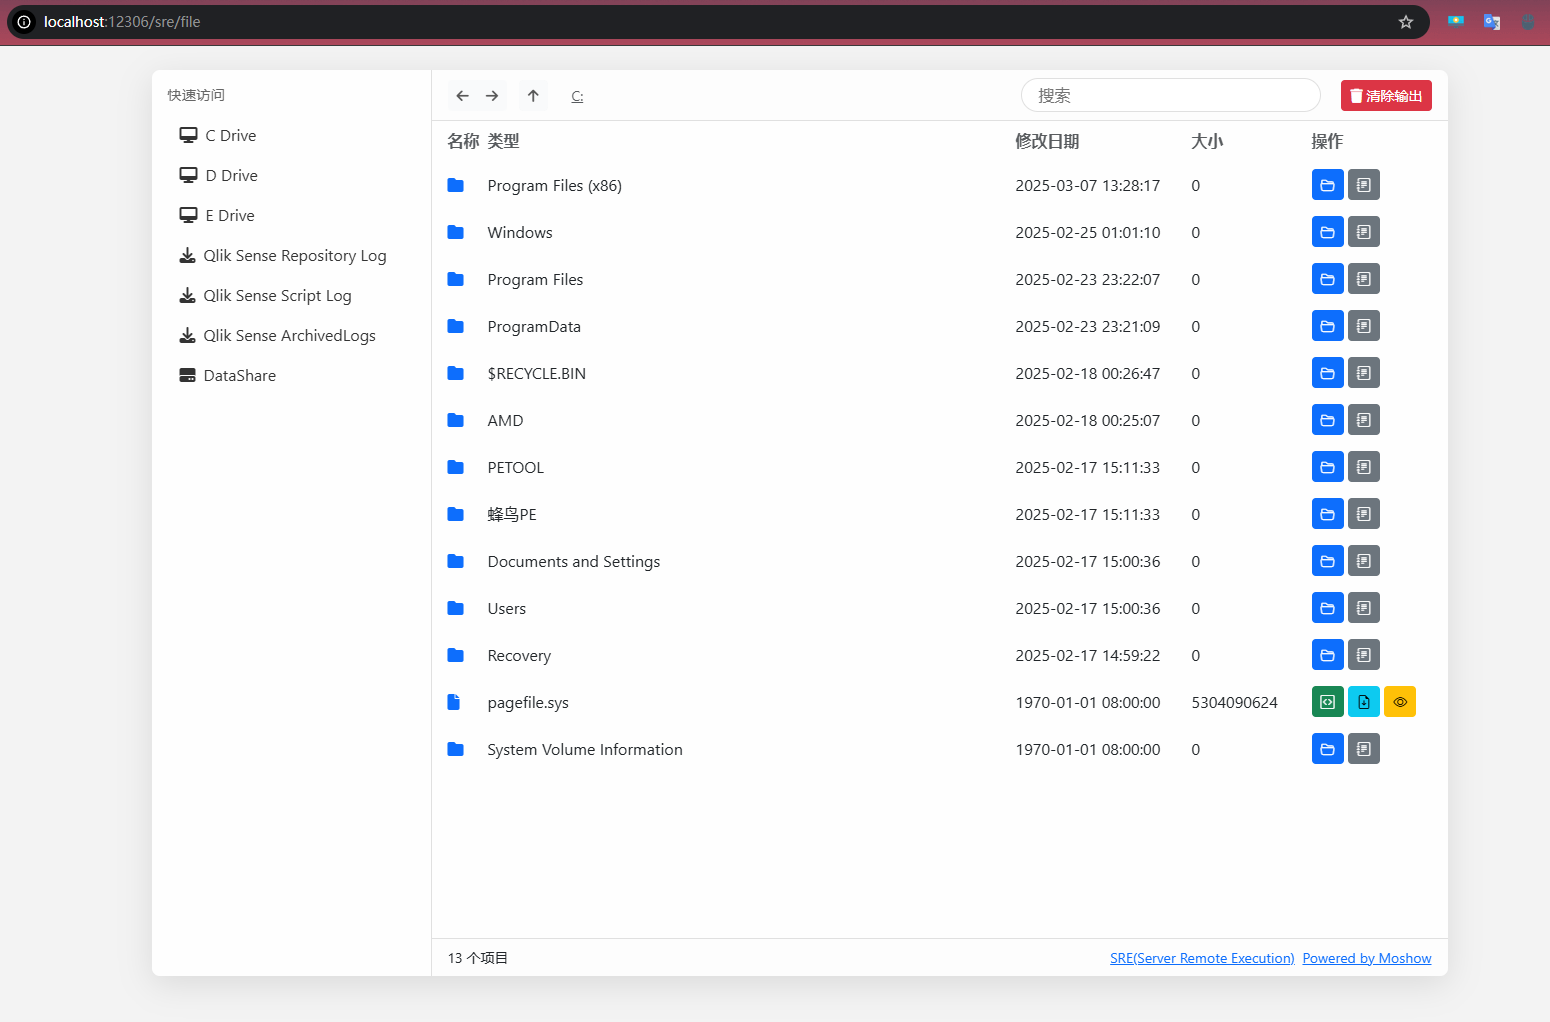 localhost:12306/sre/file
快速访问
C Drive
D Drive
E Drive
Qlik Sense Repository Log
Qlik Sense Script Log
Qlik Sense ArchivedLogs
DataShare
C:
搜索
清除输出
名称 类型 修改日期 大小 操作
Program Files (x86) 2025-03-07 13:28:17 0
Windows 2025-02-25 01:01:10 0
Program Files 2025-02-23 23:22:07 0
ProgramData 2025-02-23 23:21:09 0
$RECYCLE.BIN 2025-02-18 00:26:47 0
AMD 2025-02-18 00:25:07 0
PETOOL 2025-02-17 15:11:33 0
蜂鸟PE 2025-02-17 15:11:33 0
Documents and Settings 2025-02-17 15:00:36 0
Users 2025-02-17 15:00:36 0
Recovery 2025-02-17 14:59:22 0
pagefile.sys 1970-01-01 08:00:00 5304090624
System Volume Information 1970-01-01 08:00:00 0
13 个项目
SRE(Server Remote Execution) Powered by Moshow